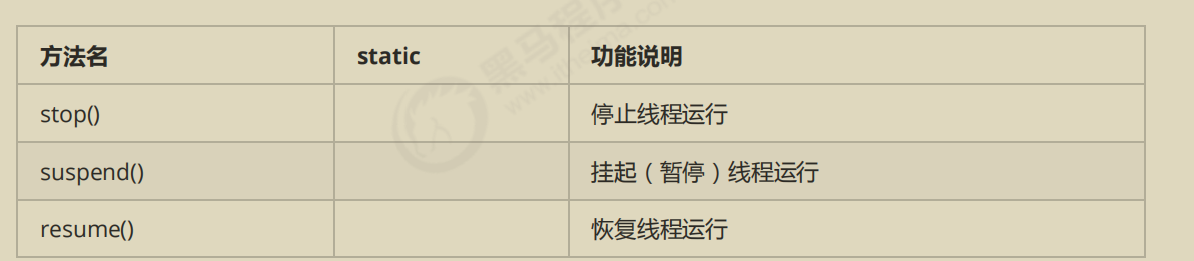 黑马程序
www.itheima.com
方法名 static 功能说明
stop() 停止线程运行
suspend() 挂起（暂停）线程运行
resume() 恢复线程运行